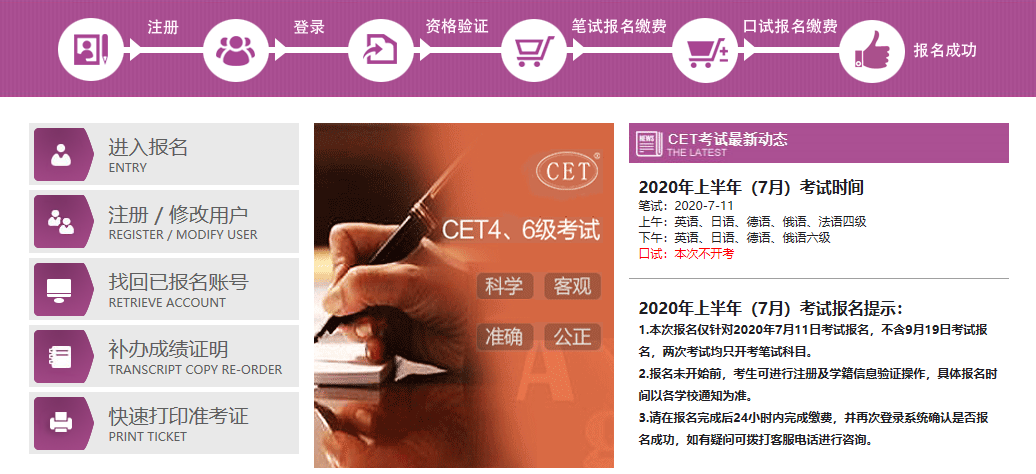 注册
登录
资格验证
笔试报名缴费
口试报名缴费
报名成功
进入报名
ENTRY
注册 / 修改用户
REGISTER / MODIFY USER
找回已报名账号
RETRIEVE ACCOUNT
补办成绩证明
TRANSCRIPT COPY RE-ORDER
快速打印准考证
PRINT TICKET
CET®
CET4、6级考试
科学 客观
准确 公正
A
NEWS
CET考试最新动态
THE LATEST
2020年上半年（7月）考试时间
笔试：2020-7-11
上午：英语、日语、德语、俄语、法语四级
下午：英语、日语、德语、俄语六级
口试：本次不开考
2020年上半年（7月）考试报名提示：
1.本次报名仅针对2020年7月11日考试报名，不含9月19日考试报
名，两次考试均只开考笔试科目。
2.报名未开始前，考生可进行注册及学籍信息验证操作，具体报名时
间以各学校通知为准。
3.请在报名完成后24小时内完成缴费，并再次登录系统确认是否报
名成功，如有疑问可拨打客服电话进行咨询。